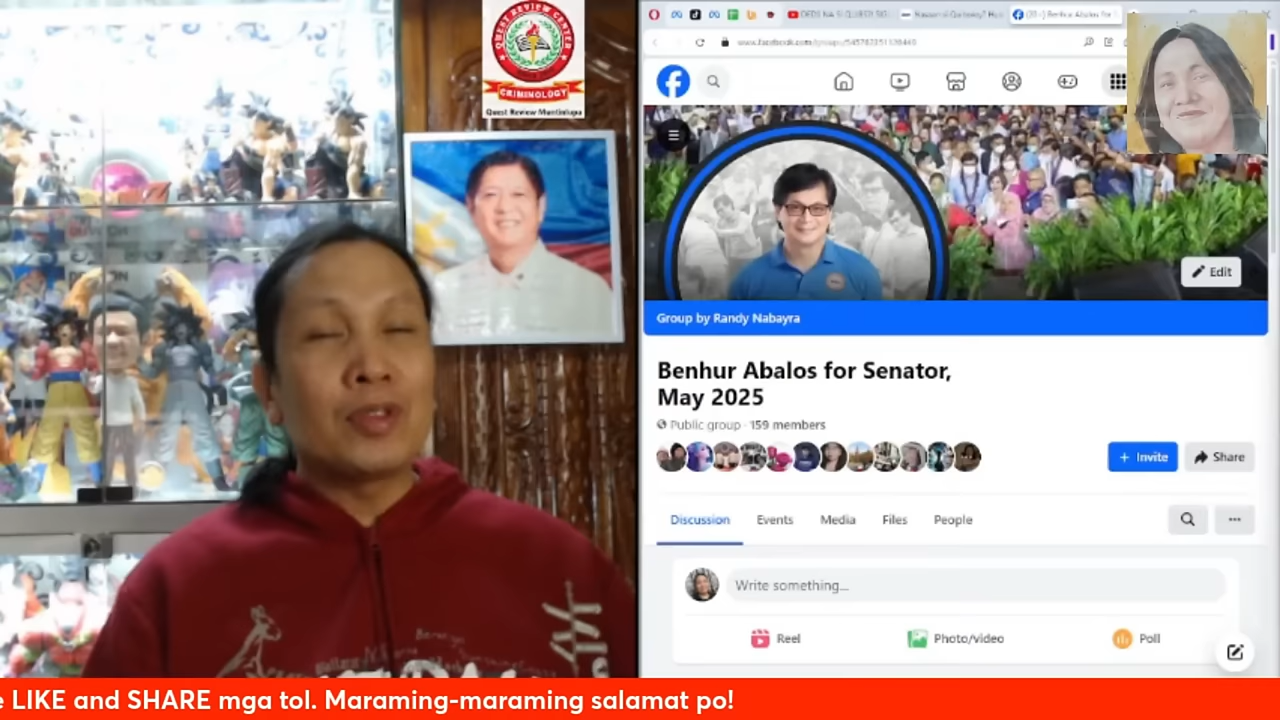 QUEST REVIEW CENTER
CRIMINOLOGY
Quest Review Muntinlupa
Edit
Group by Randy Nabayra
Benhur Abalos for Senator,
May 2025
Public group · 159 members
Invite
Share
Discussion
Events
Media
Files
People
Write something...
Reel
Photo/video
Poll
LIKE and SHARE mga tol. Maraming-maraming salamat po!